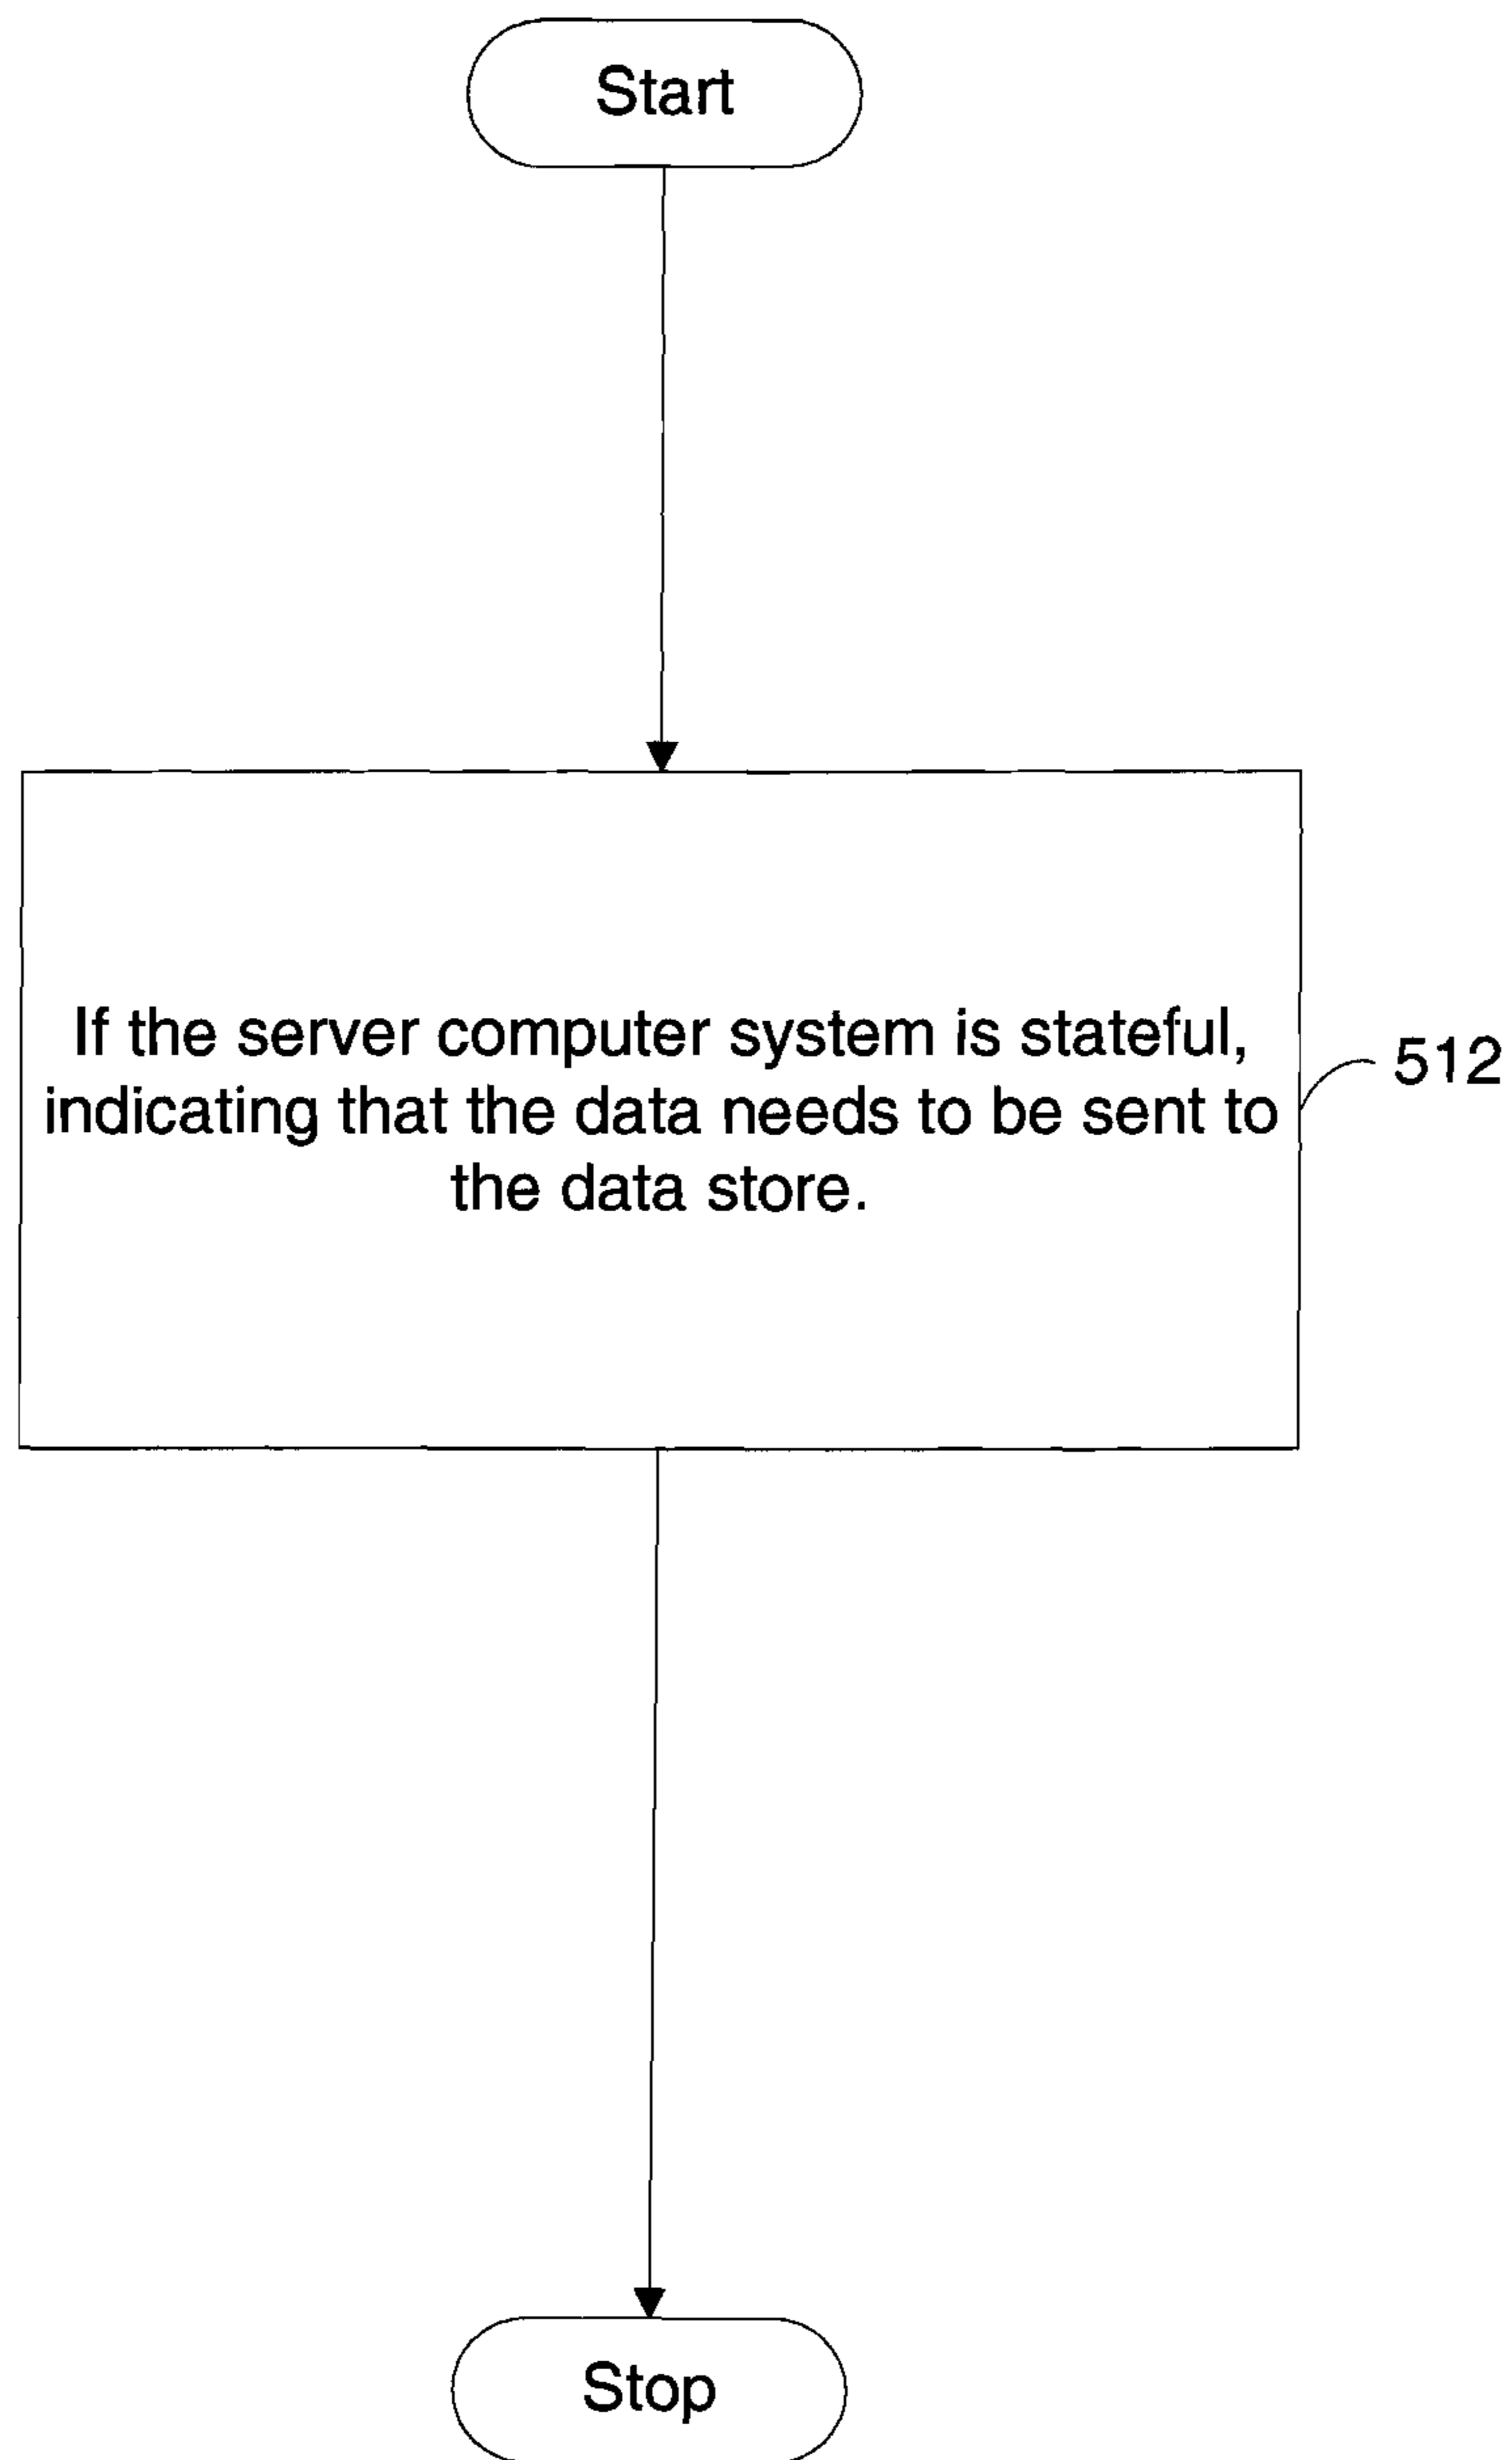 Start
If the server computer system is stateful,
indicating that the data needs to be sent to
the data store.
512
Stop